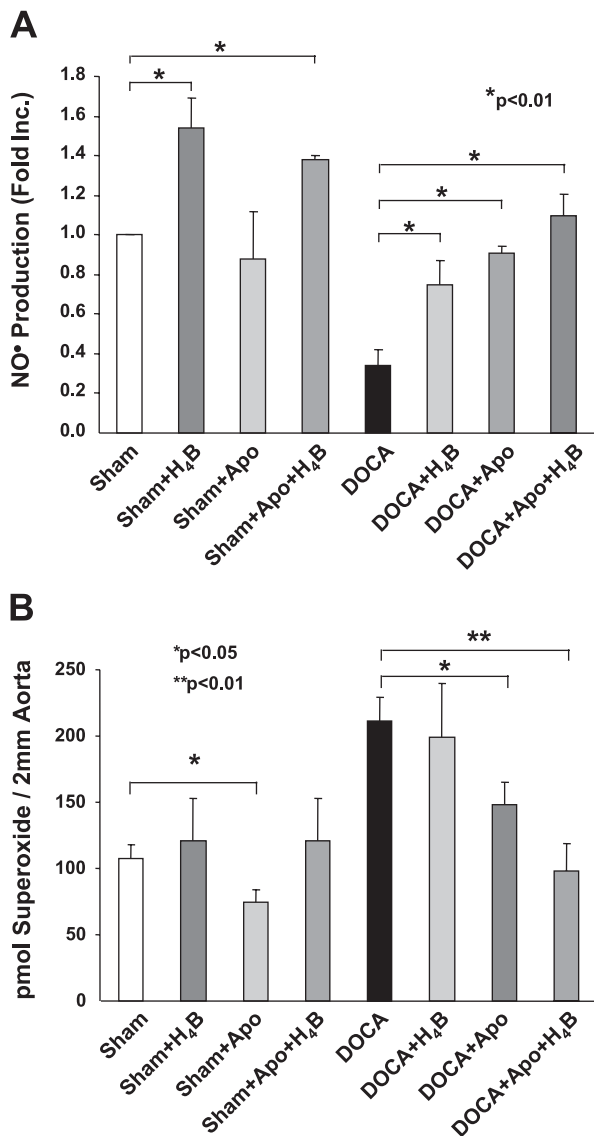 A
NO• Production (Fold Inc.)
1.8
1.6
1.4
1.2
1.0
0.8
0.6
0.4
0.2
0.0
*
*
*p<0.01
*
*
*
Sham
Sham+H₄B
Sham+Apo
Sham+Apo+H₄B
DOCA
DOCA+H₄B
DOCA+Apo
DOCA+Apo+H₄B
B
pmol Superoxide / 2mm Aorta
250
200
150
100
50
0
*p<0.05
**p<0.01
*
**
*
Sham
Sham+H₄B
Sham+Apo
Sham+Apo+H₄B
DOCA
DOCA+H₄B
DOCA+Apo
DOCA+Apo+H₄B